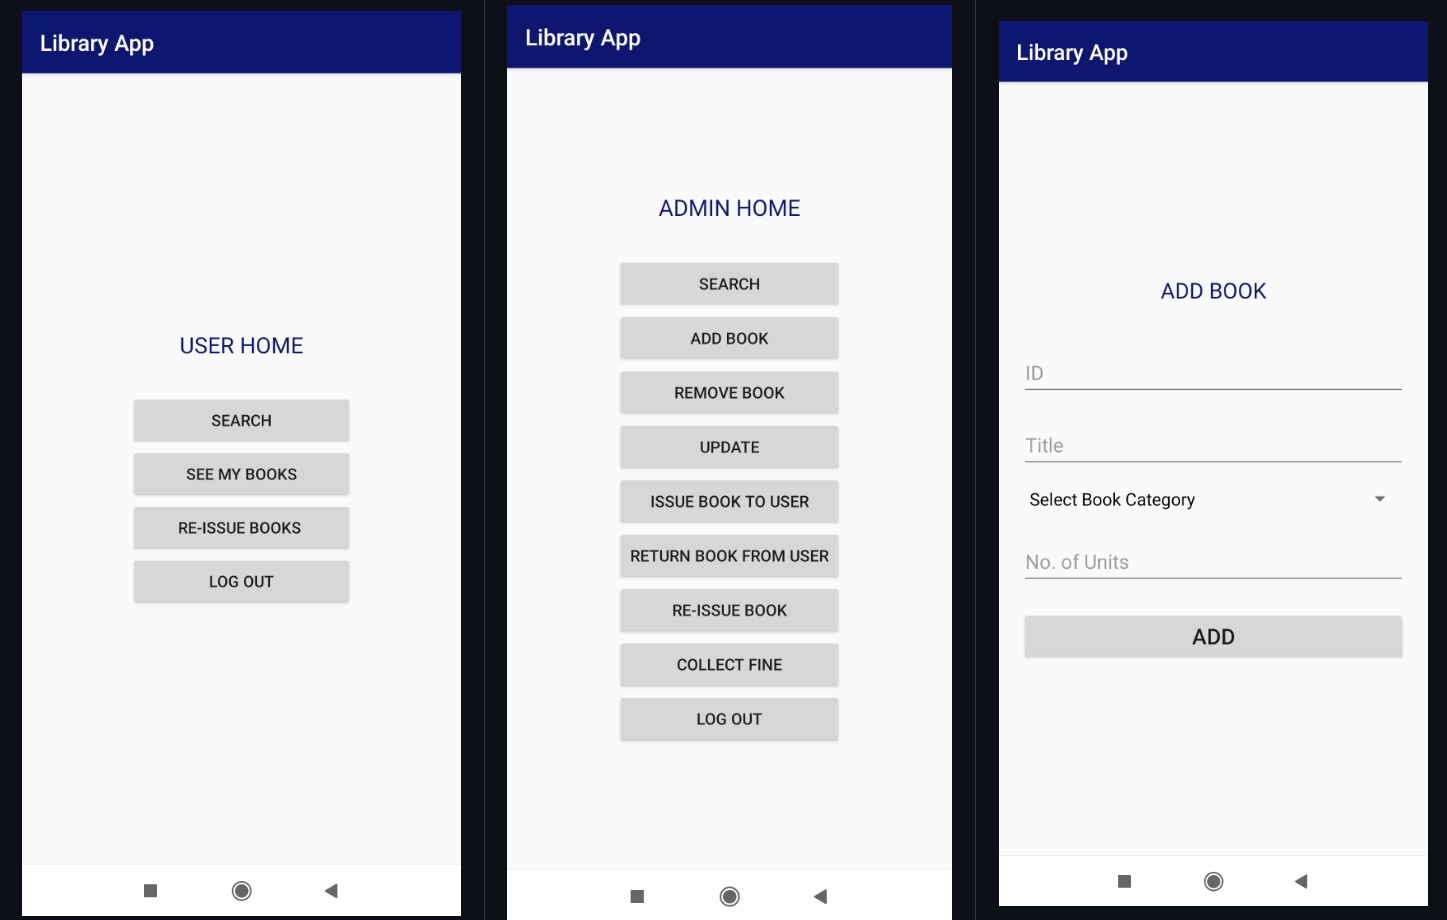 Library App
USER HOME
SEARCH
SEE MY BOOKS
RE-ISSUE BOOKS
LOG OUT
Library App
ADMIN HOME
SEARCH
ADD BOOK
REMOVE BOOK
UPDATE
ISSUE BOOK TO USER
RETURN BOOK FROM USER
RE-ISSUE BOOK
COLLECT FINE
LOG OUT
Library App
ADD BOOK
ID
Title
Select Book Category
No. of Units
ADD